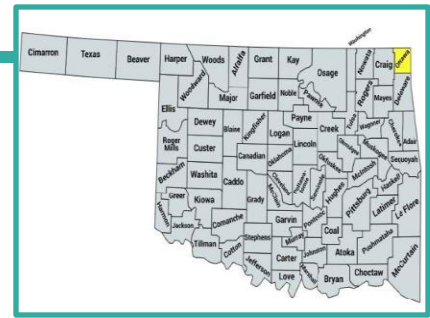 Washington
Cimarron Texas Beaver Harper Woods Alfalfa Grant Kay Osage Nowata Craig Ottawa
Woodward Major Garfield Noble Pawnee Rogers Mayes Delaware
Ellis Dewey Blaine Kingfisher Logan Payne Creek Tulsa Wagoner Cherokee Adair
Roger
Mills Custer Canadian Oklahoma Lincoln Okfuskee Okmulgee Muskogee Sequoyah
Beckham Washita Caddo Grady McClain Cleveland Seminole Hughes McIntosh Haskell
Greer Kiowa Pittsburg Latimer Le Flore
Harmon Jackson Comanche Garvin Pontotoc Coal Pushmataha
Tillman Cotton Stephens Murray Johnston Atoka McCurtain
Jefferson Carter Love Marshall Bryan Choctaw